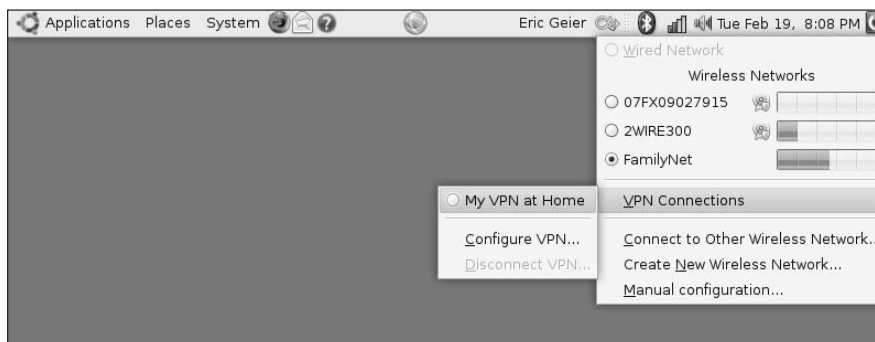 Applications Places System Eric Geier Tue Feb 19, 8:08 PM
Wired Network
Wireless Networks
07FX09027915
2WIRE300
FamilyNet
My VPN at Home VPN Connections
Configure VPN... Connect to Other Wireless Network..
Disconnect VPN... Create New Wireless Network...
Manual configuration...